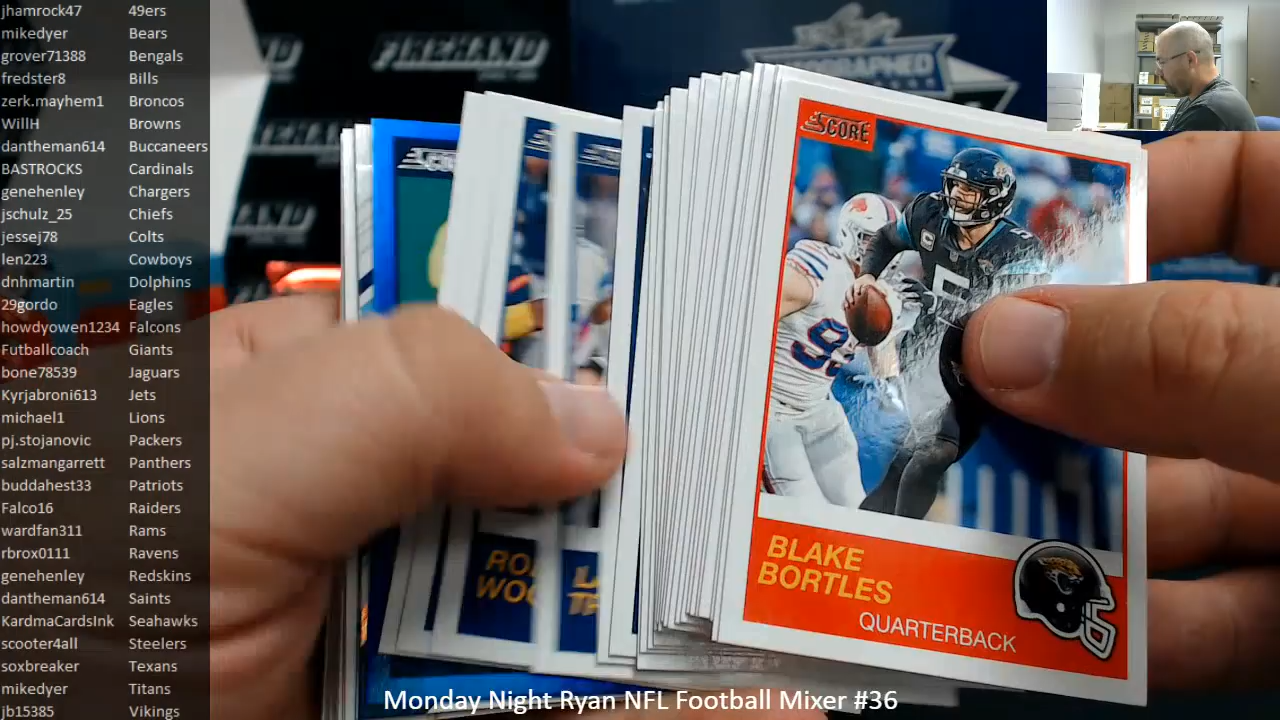 jhamrock47 49ers
mikedyer Bears
grover71388 Bengals
fredster8 Bills
zerk.mayhem1 Broncos
WillH Browns
dantheman614 Buccaneers
BASTROCKS Cardinals
genehenley Chargers
jschulz_25 Chiefs
jessej78 Colts
len223 Cowboys
dnhmartin Dolphins
29gordo Eagles
howdyowen1234 Falcons
Futballcoach Giants
bone78539 Jaguars
Kyrjabroni613 Jets
michael1 Lions
pj.stojanovic Packers
salzmangarrett Panthers
buddahest33 Patriots
Falco16 Raiders
wardfan311 Rams
rbrox0111 Ravens
genehenley Redskins
dantheman614 Saints
KardmaCardsInk Seahawks
scooter4all Steelers
soxbreaker Texans
mikedyer Titans
jb15385 Vikings
FIREHAND
AUTOGRAPHED
SCORE
5
BLAKE
BORTLES
QUARTERBACK
Monday Night Ryan NFL Football Mixer #36